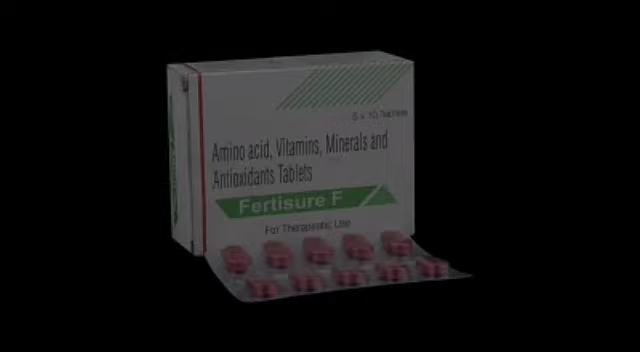 5 x 10 Tablets
Amino acid, Vitamins, Minerals and
Antioxidants Tablets
Fertisure F
For Therapeutic Use